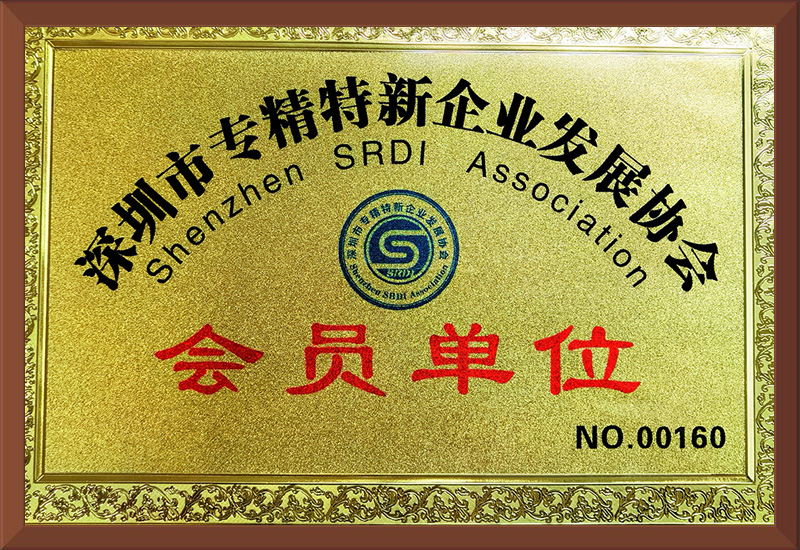 深圳市专精特新企业发展协会
Shenzhen SRDI Association
深圳市专精特新企业发展协会
SRDI
Shenzhen SRDI Association
会员单位
NO.00160